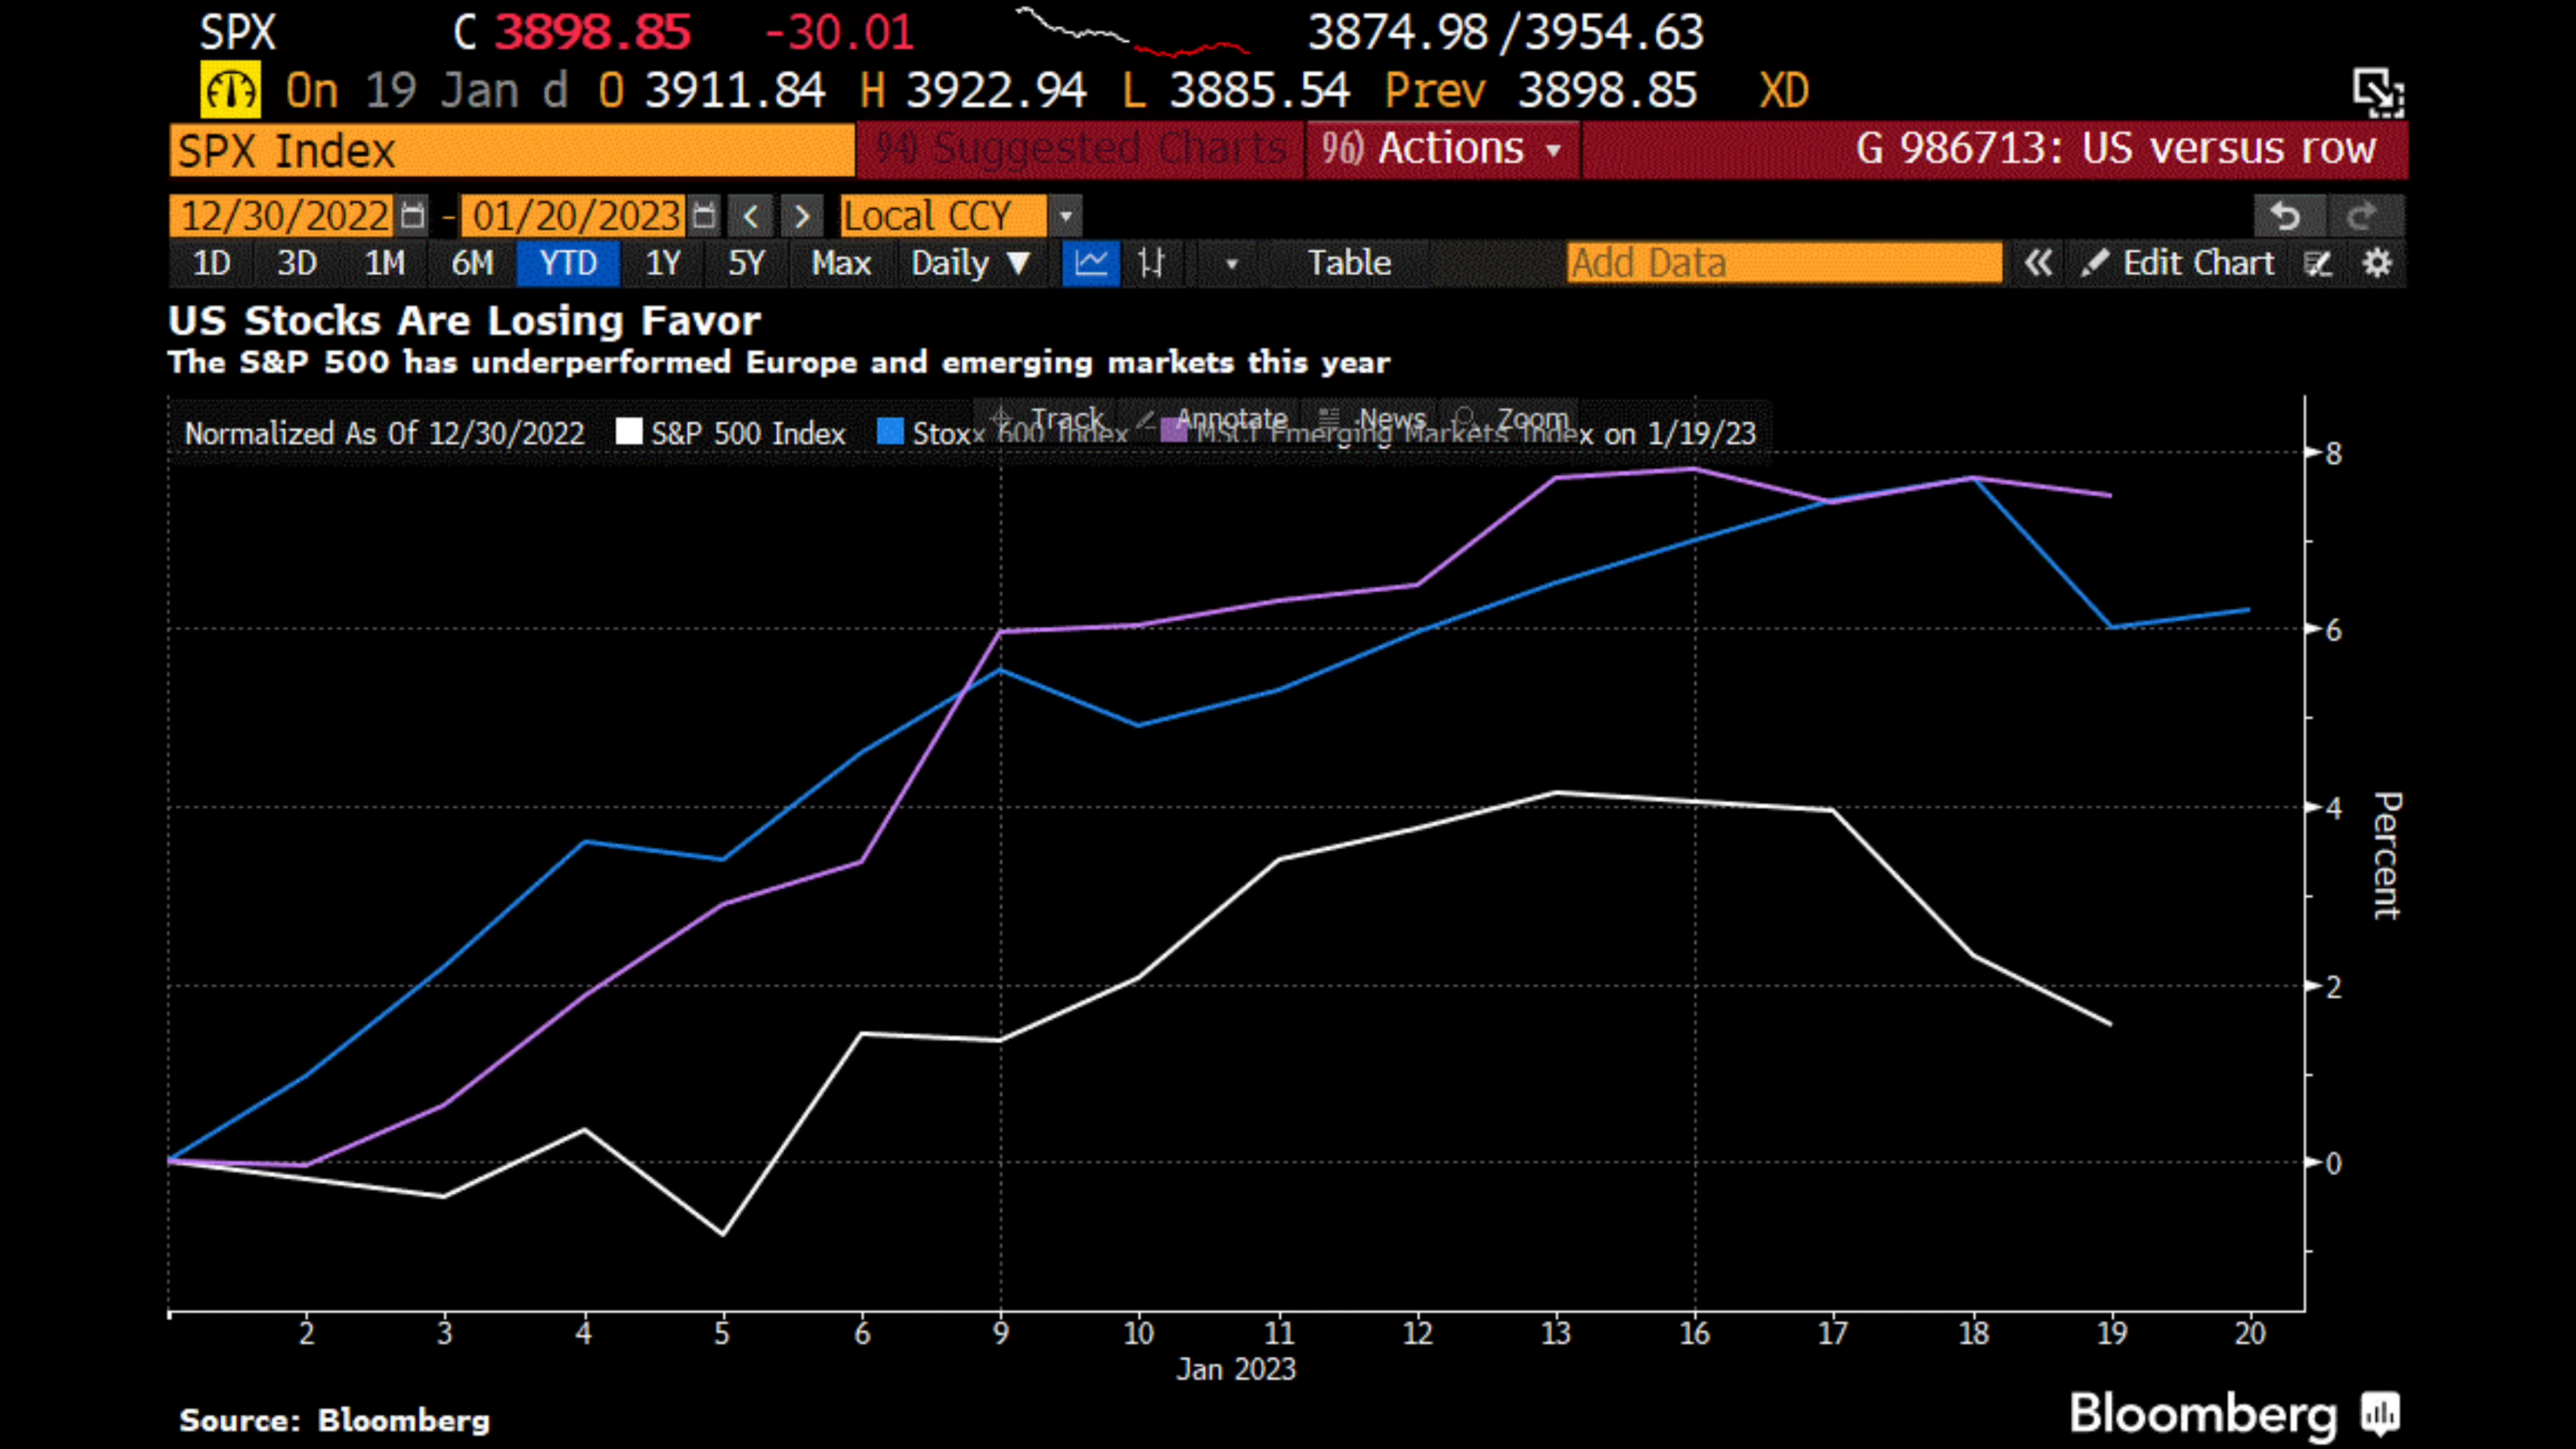 SPX C 3898.85 -30.01 3874.98/3954.63
On 19 Jan d O 3911.84 H 3922.94 L 3885.54 Prev 3898.85 XD
SPX Index 94) Suggested Charts 96) Actions G 986713: US versus row
12/30/2022 - 01/20/2023 Local CCY
1D 3D 1M 6M YTD 1Y 5Y Max Daily Table Add Data Edit Chart
US Stocks Are Losing Favor
The S&P 500 has underperformed Europe and emerging markets this year
Track Annotate News Zoom
Normalized As Of 12/30/2022 S&P 500 Index Stoxx 600 Index MSCI Emerging Markets Index on 1/19/23
8
6
4
2
0
Percent
2 3 4 5 6 9 10 11 12 13 16 17 18 19 20
Jan 2023
Source: Bloomberg
Bloomberg